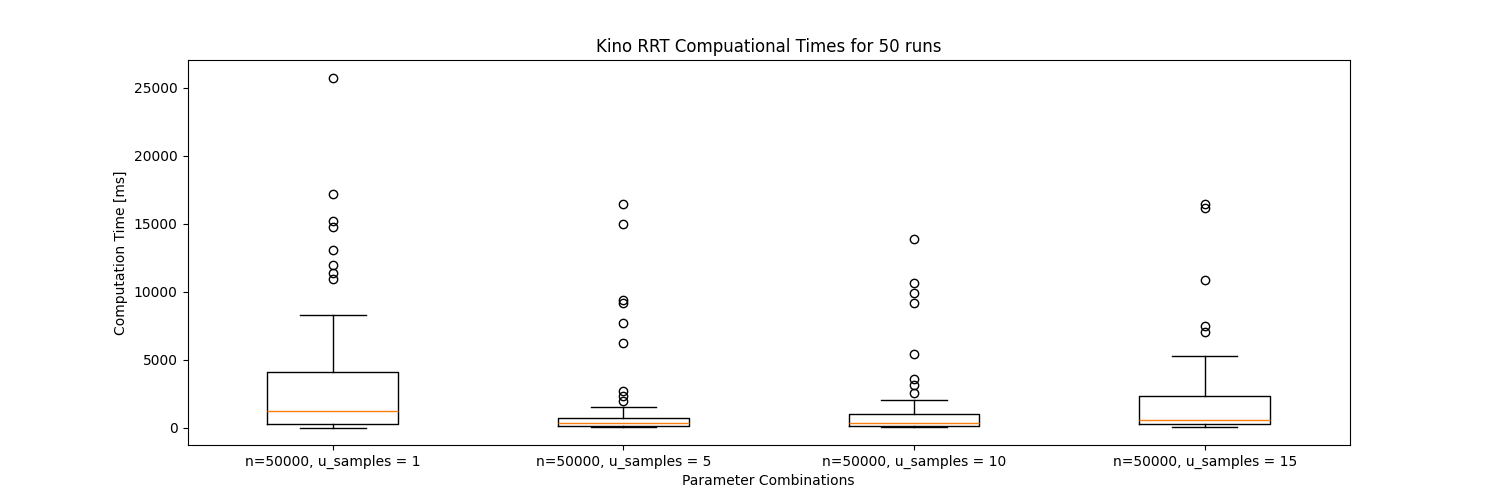 Kino RRT Compuational Times for 50 runs
Computation Time [ms]
25000
20000
15000
10000
5000
0
n=50000, u_samples = 1
n=50000, u_samples = 5
n=50000, u_samples = 10
n=50000, u_samples = 15
Parameter Combinations